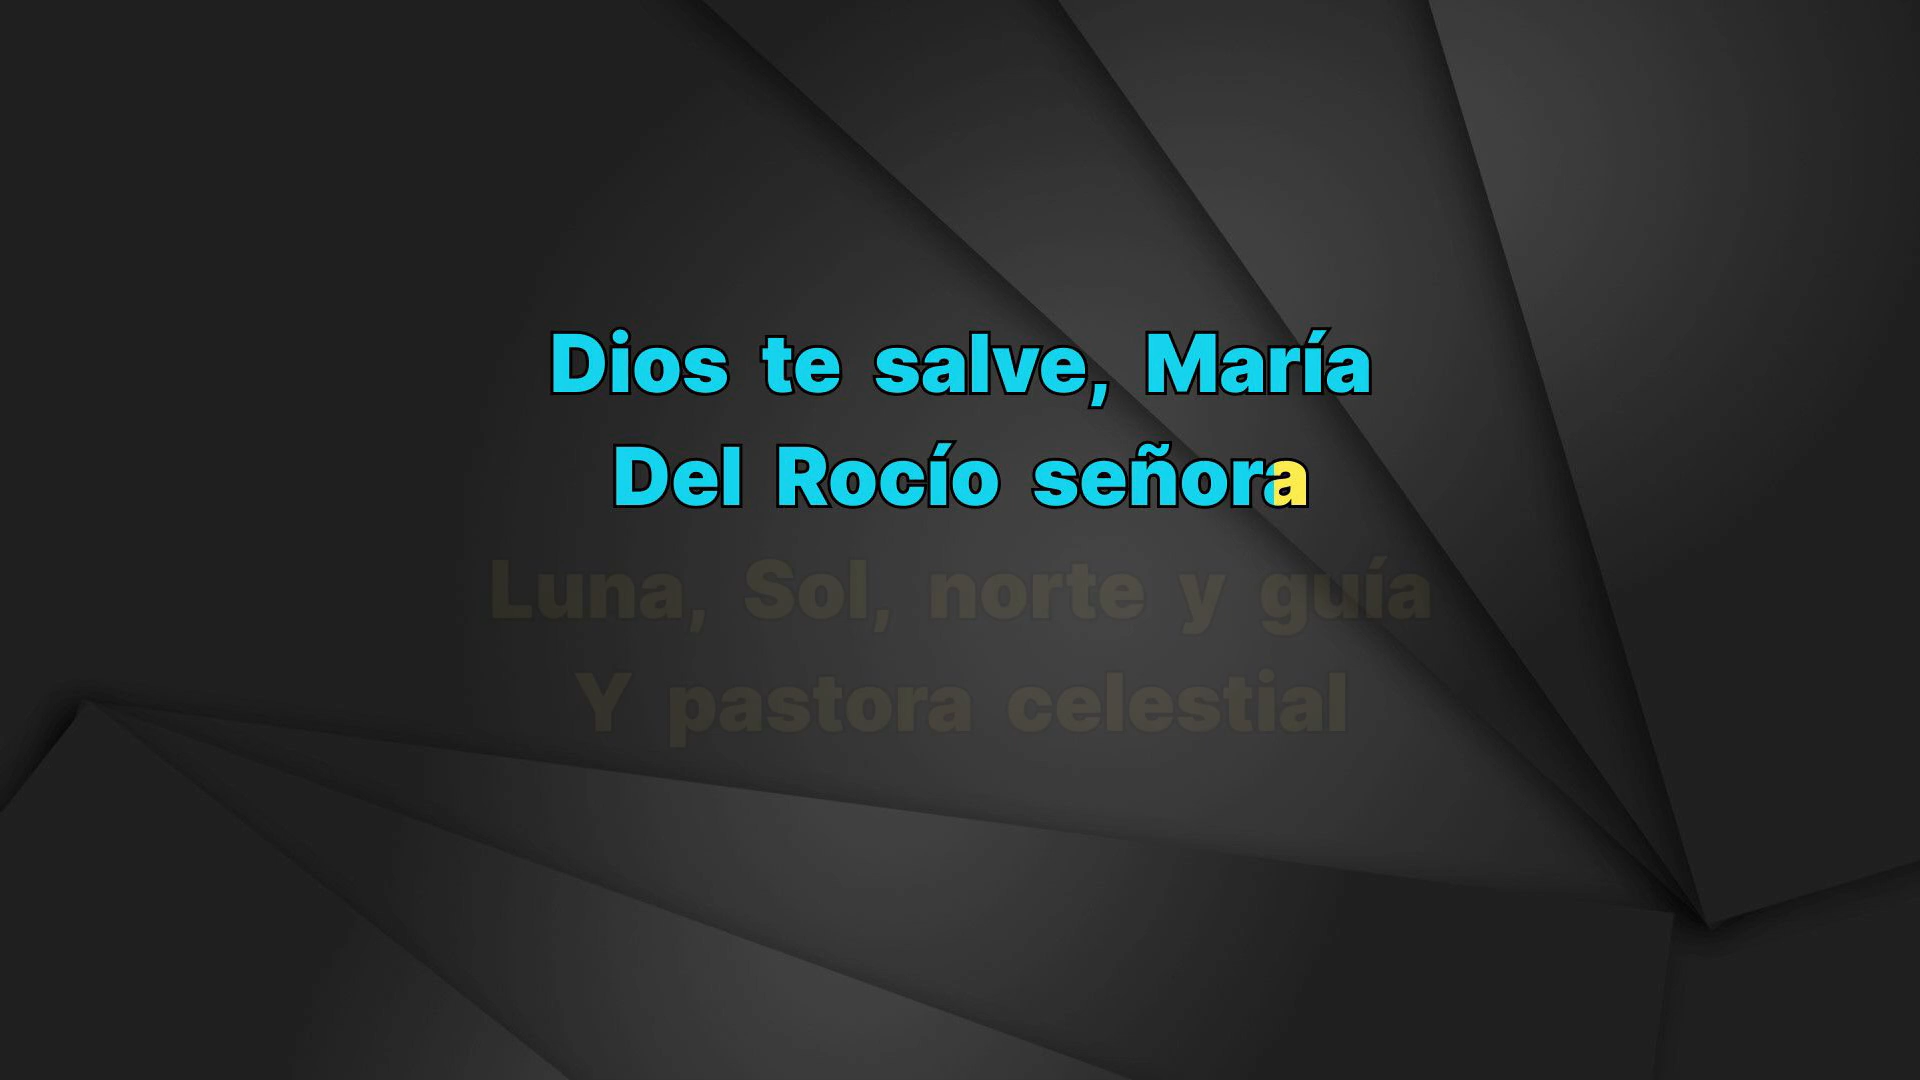 Dios te salve, María
Del Rocío señora
Luna, Sol, norte y guía
Y pastora celestial